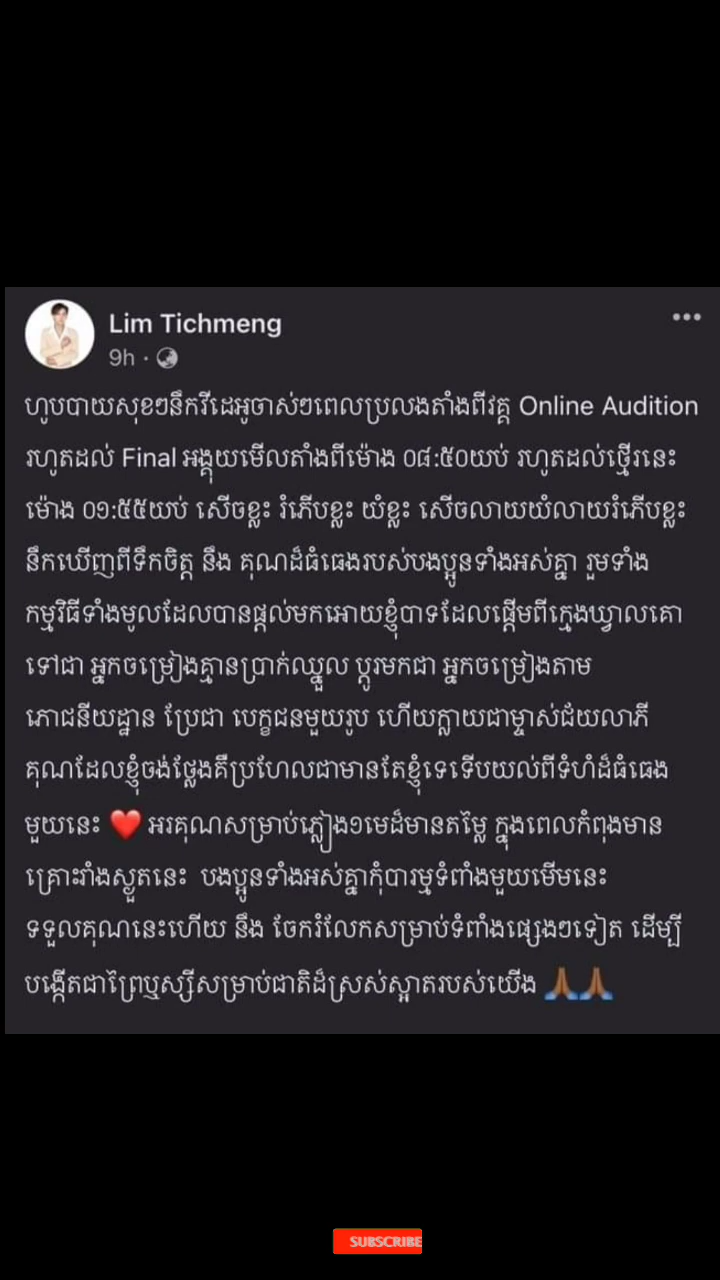 Lim Tichmeng
9h ·
ហូបបាយសុខៗនឹកវីដេអូចាស់ៗពេលប្រលងតាំងពីវគ្គ Online Audition
រហូតដល់ Final អង្គុយមើលតាំងពីម៉ោង ០៨:៥០យប់ រហូតដល់ថ្មើរនេះ
ម៉ោង ០១:៥៥យប់ សើចខ្លះ រំភើបខ្លះ យំខ្លះ សើចលាយយំលាយរំភើបខ្លះ
នឹកឃើញពីទឹកចិត្ត នឹង គុណដ៏ធំធេងរបស់បងប្អូនទាំងអស់គ្នា រួមទាំង
កម្មវិធីទាំងមូលដែលបានផ្តល់មកអោយខ្ញុំបាទដែលផ្តើមពីក្មេងឃ្វាលគោ
ទៅជា អ្នកចម្រៀងគ្មានប្រាក់ឈ្នួល ប្តូរមកជា អ្នកចម្រៀងតាម
ភោជនីយដ្ឋាន ប្រែជា បេក្ខជនមួយរូប ហើយក្លាយជាម្ចាស់ជ័យលាភី
គុណដែលខ្ញុំចង់ថ្លែងគឺប្រហែលជាមានតែខ្ញុំទេទើបយល់ពីទំហំដ៏ធំធេង
មួយនេះ ❤️ អរគុណសម្រាប់ភ្លៀង១មេដ៏មានតម្លៃ ក្នុងពេលកំពុងមាន
គ្រោះរាំងស្ងួតនេះ បងប្អូនទាំងអស់គ្នាកុំបារម្មទំពាំងមួយមើមនេះ
ទទួលគុណនេះហើយ នឹង ចែករំលែកសម្រាប់ទំពាំងផ្សេងៗទៀត ដើម្បី
បង្កើតជាព្រៃឬស្សីសម្រាប់ជាតិដ៏ស្រស់ស្អាតរបស់យើង 🙏🏾🙏🏾
SUBSCRIBE